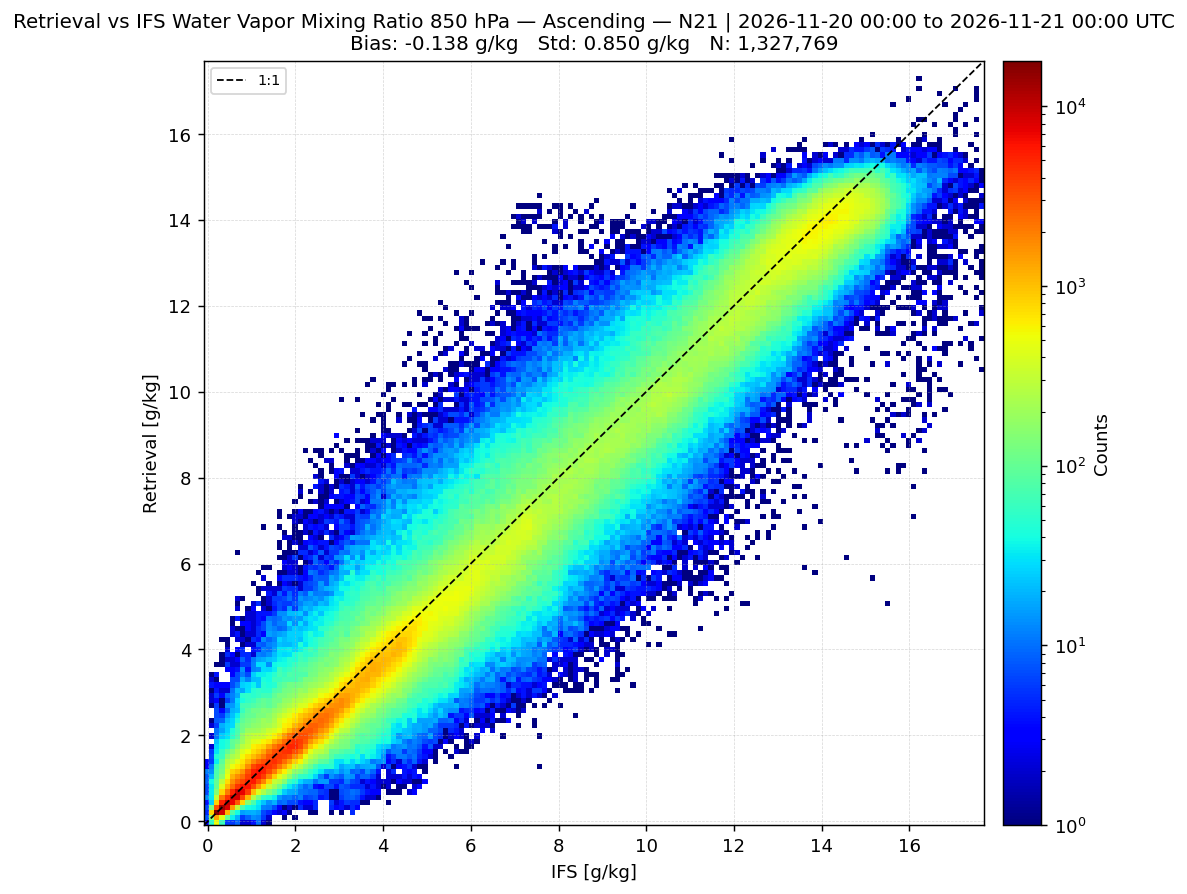 Retrieval vs IFS Water Vapor Mixing Ratio 850 hPa — Ascending — N21 | 2026-11-20 00:00 to 2026-11-21 00:00 UTC
Bias: -0.138 g/kg   Std: 0.850 g/kg   N: 1,327,769
1:1
16
14
12
10
8
6
4
2
0
Retrieval [g/kg]
0 2 4 6 8 10 12 14 16
IFS [g/kg]
10⁴
10³
10²
10¹
10⁰
Counts